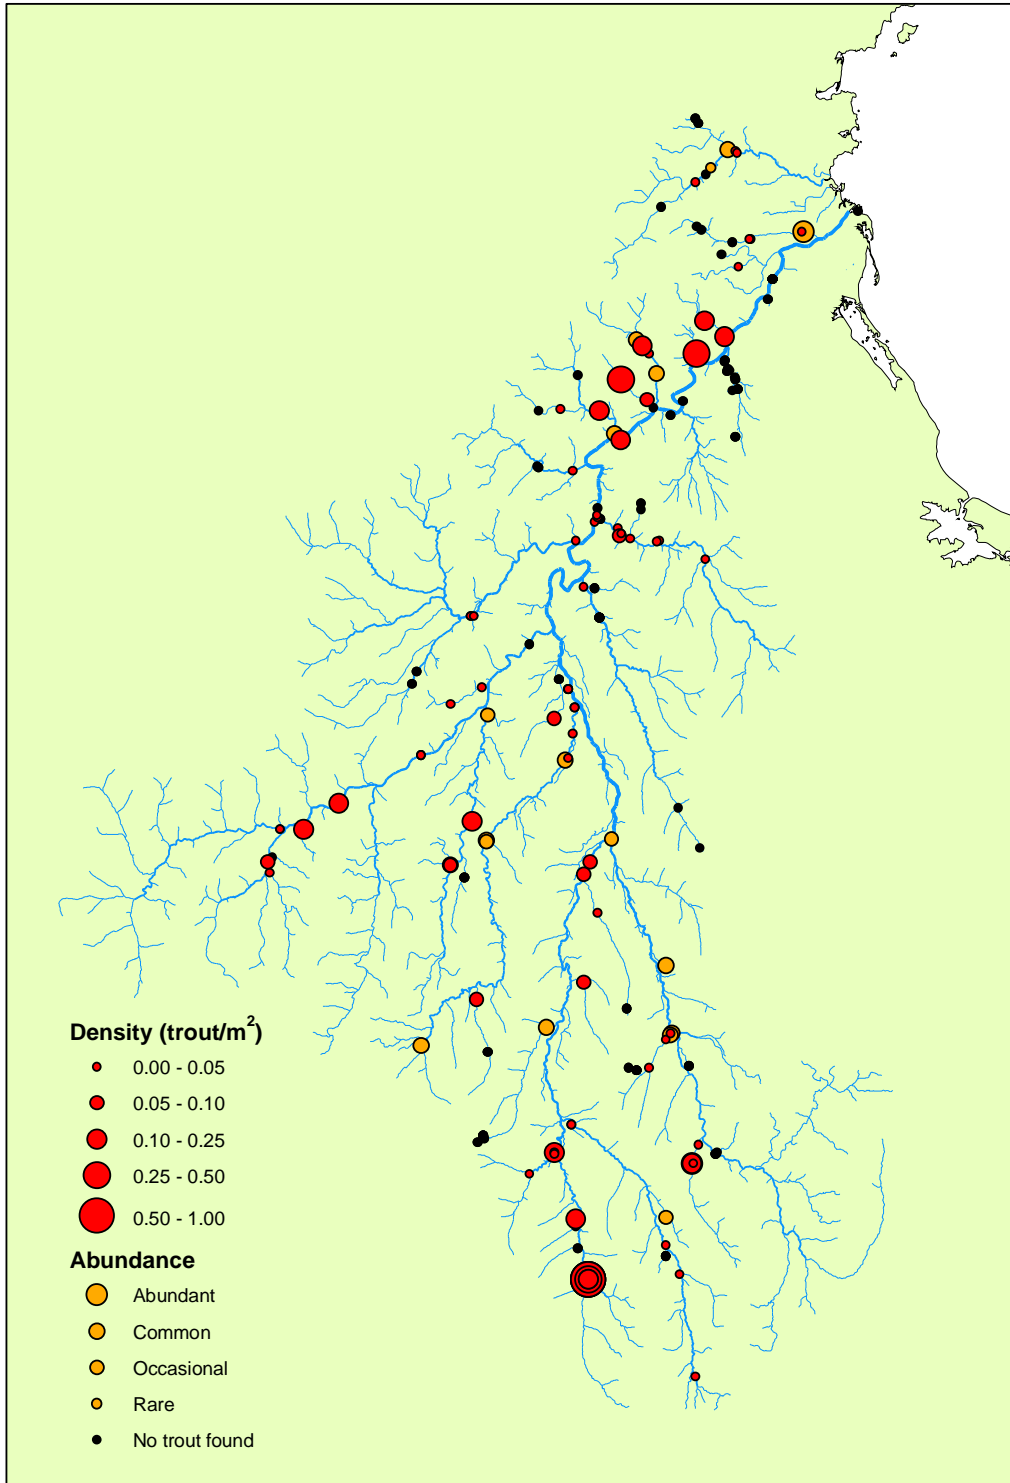 Density (trout/m²)
0.00 - 0.05
0.05 - 0.10
0.10 - 0.25
0.25 - 0.50
0.50 - 1.00
Abundance
Abundant
Common
Occasional
Rare
No trout found